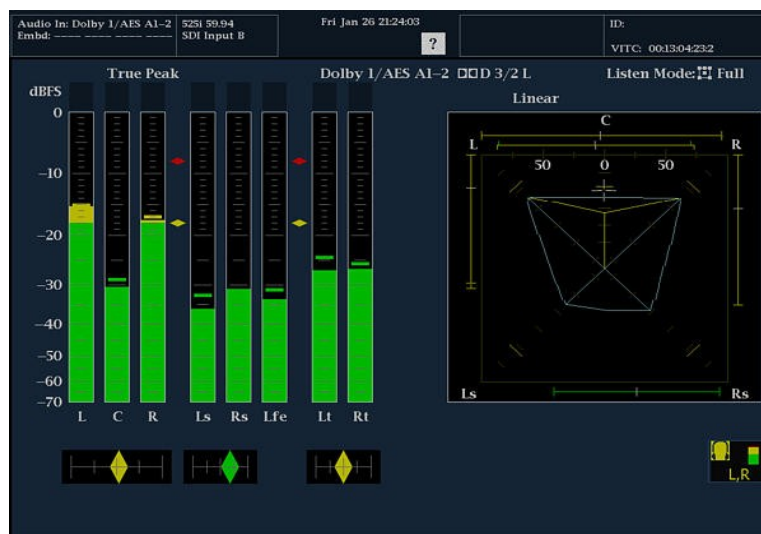 Audio In: Dolby 1/AES A1–2
Embd: –––– –––– –––– ––––
525i 59.94
SDI Input B
Fri Jan 26 21:24:03
?
ID:
VITC: 00:13:04:23:2
True Peak
Dolby 1/AES A1–2 D 3/2 L
Listen Mode: Full
dBFS
Linear
0
–10
–20
–30
–40
–50
–60
–70
L C R Ls Rs Lfe Lt Rt
C
L
R
50 0 50
Ls
Rs
L,R